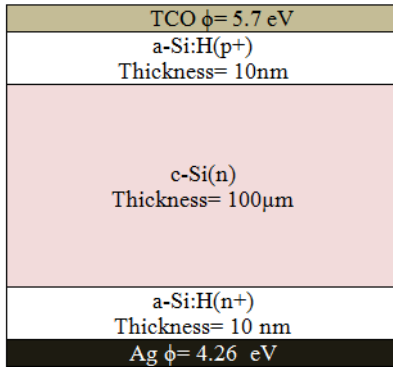 TCO ϕ= 5.7 eV
a-Si:H(p+)
Thickness= 10nm
c-Si(n)
Thickness= 100μm
a-Si:H(n+)
Thickness= 10 nm
Ag ϕ= 4.26 eV